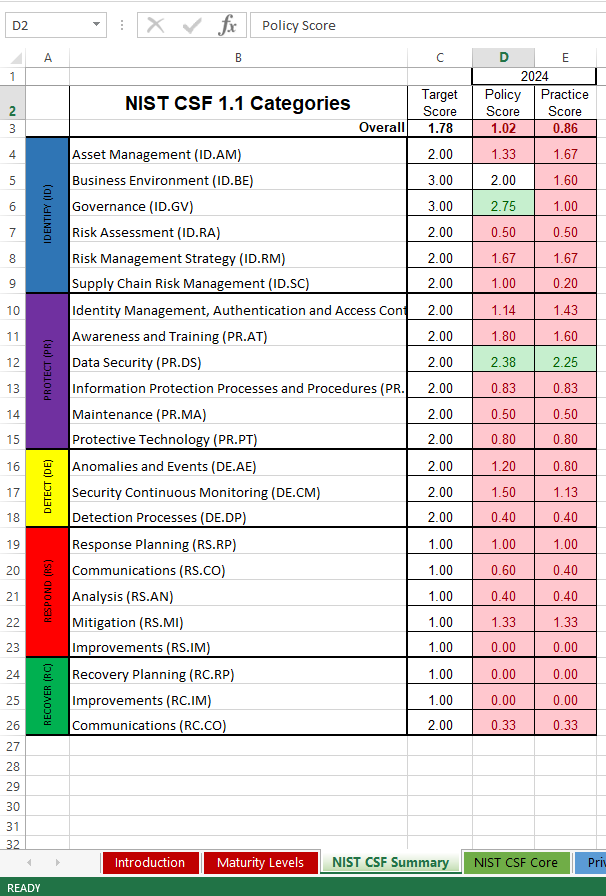 D2
fx
Policy Score
A B C D E
1 2024
2 NIST CSF 1.1 Categories Target Score Policy Score Practice Score
3 Overall 1.78 1.02 0.86
IDENTIFY (ID)
4 Asset Management (ID.AM) 2.00 1.33 1.67
5 Business Environment (ID.BE) 3.00 2.00 1.60
6 Governance (ID.GV) 3.00 2.75 1.00
7 Risk Assessment (ID.RA) 2.00 0.50 0.50
8 Risk Management Strategy (ID.RM) 2.00 1.67 1.67
9 Supply Chain Risk Management (ID.SC) 2.00 1.00 0.20
PROTECT (PR)
10 Identity Management, Authentication and Access Cont 2.00 1.14 1.43
11 Awareness and Training (PR.AT) 2.00 1.80 1.60
12 Data Security (PR.DS) 2.00 2.38 2.25
13 Information Protection Processes and Procedures (PR. 2.00 0.83 0.83
14 Maintenance (PR.MA) 2.00 0.50 0.50
15 Protective Technology (PR.PT) 2.00 0.80 0.80
DETECT (DE)
16 Anomalies and Events (DE.AE) 2.00 1.20 0.80
17 Security Continuous Monitoring (DE.CM) 2.00 1.50 1.13
18 Detection Processes (DE.DP) 2.00 0.40 0.40
RESPOND (RS)
19 Response Planning (RS.RP) 1.00 1.00 1.00
20 Communications (RS.CO) 1.00 0.60 0.40
21 Analysis (RS.AN) 1.00 0.40 0.40
22 Mitigation (RS.MI) 1.00 1.33 1.33
23 Improvements (RS.IM) 1.00 0.00 0.00
RECOVER (RC)
24 Recovery Planning (RC.RP) 1.00 0.00 0.00
25 Improvements (RC.IM) 1.00 0.00 0.00
26 Communications (RC.CO) 2.00 0.33 0.33
27
28
29
30
31
32
Introduction Maturity Levels NIST CSF Summary NIST CSF Core Priv
READY